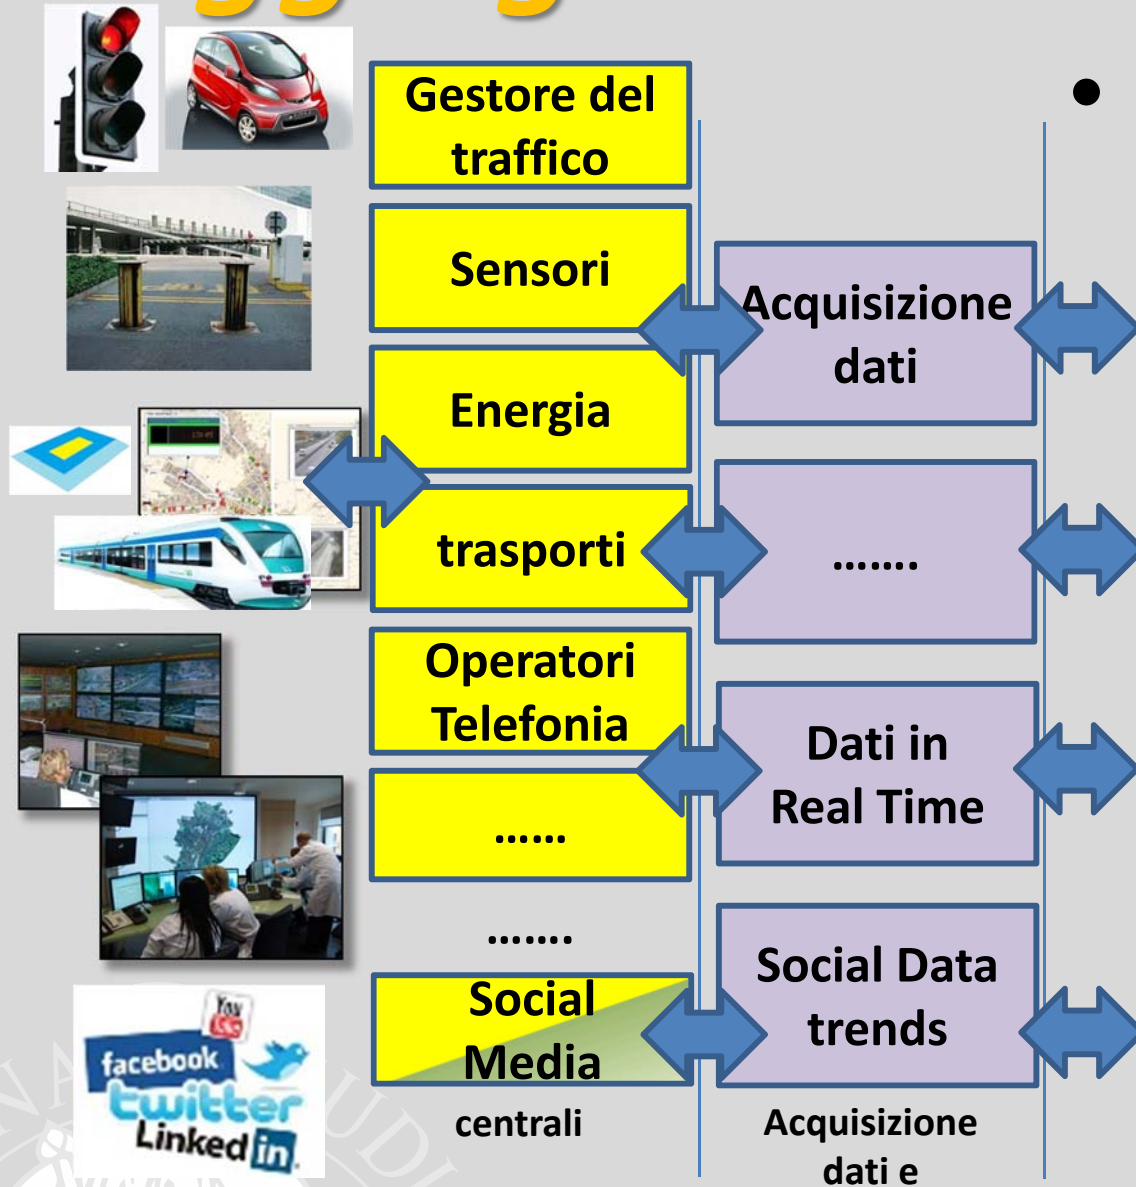 Gestore del
traffico
Sensori
Energia
trasporti
Operatori
Telefonia
......
.......
Social
Media
centrali
Acquisizione
dati
.......
Dati in
Real Time
Social Data
trends
Acquisizione
dati e
You
facebook
twitter
Linked in